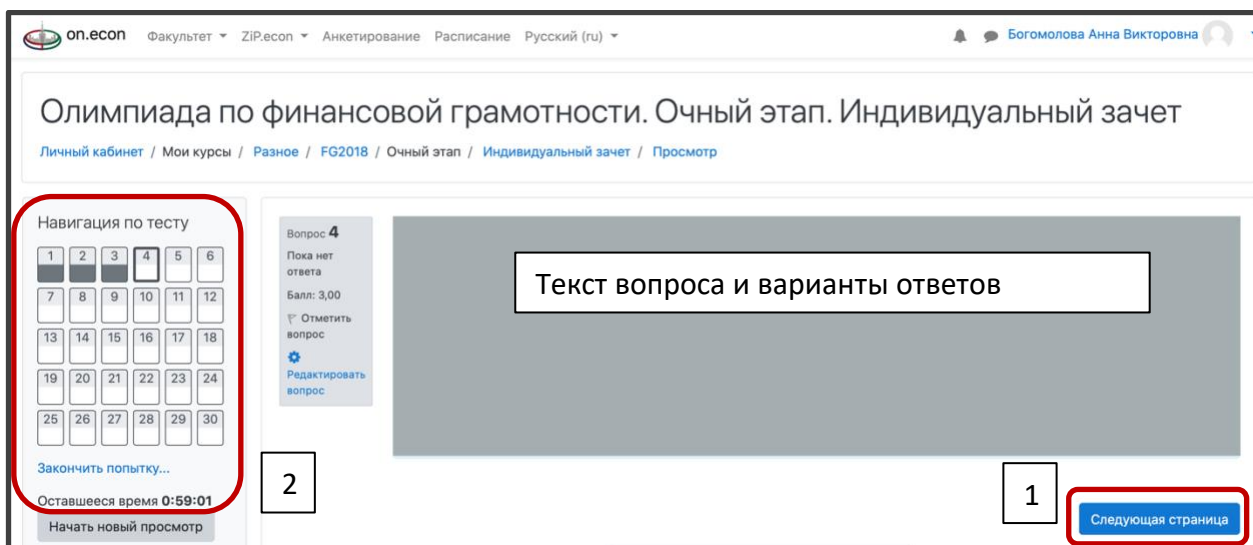 on.econ Факультет ZiP.econ Анкетирование Расписание Русский (ru) Богомолова Анна Викторовна
Олимпиада по финансовой грамотности. Очный этап. Индивидуальный зачет
Личный кабинет / Мои курсы / Разное / FG2018 / Очный этап / Индивидуальный зачет / Просмотр
Навигация по тесту
1 2 3 4 5 6
7 8 9 10 11 12
13 14 15 16 17 18
19 20 21 22 23 24
25 26 27 28 29 30
Закончить попытку...
Оставшееся время 0:59:01
Начать новый просмотр
2
Вопрос 4
Пока нет
ответа
Балл: 3,00
Отметить
вопрос
Редактировать
вопрос
Текст вопроса и варианты ответов
1
Следующая страница